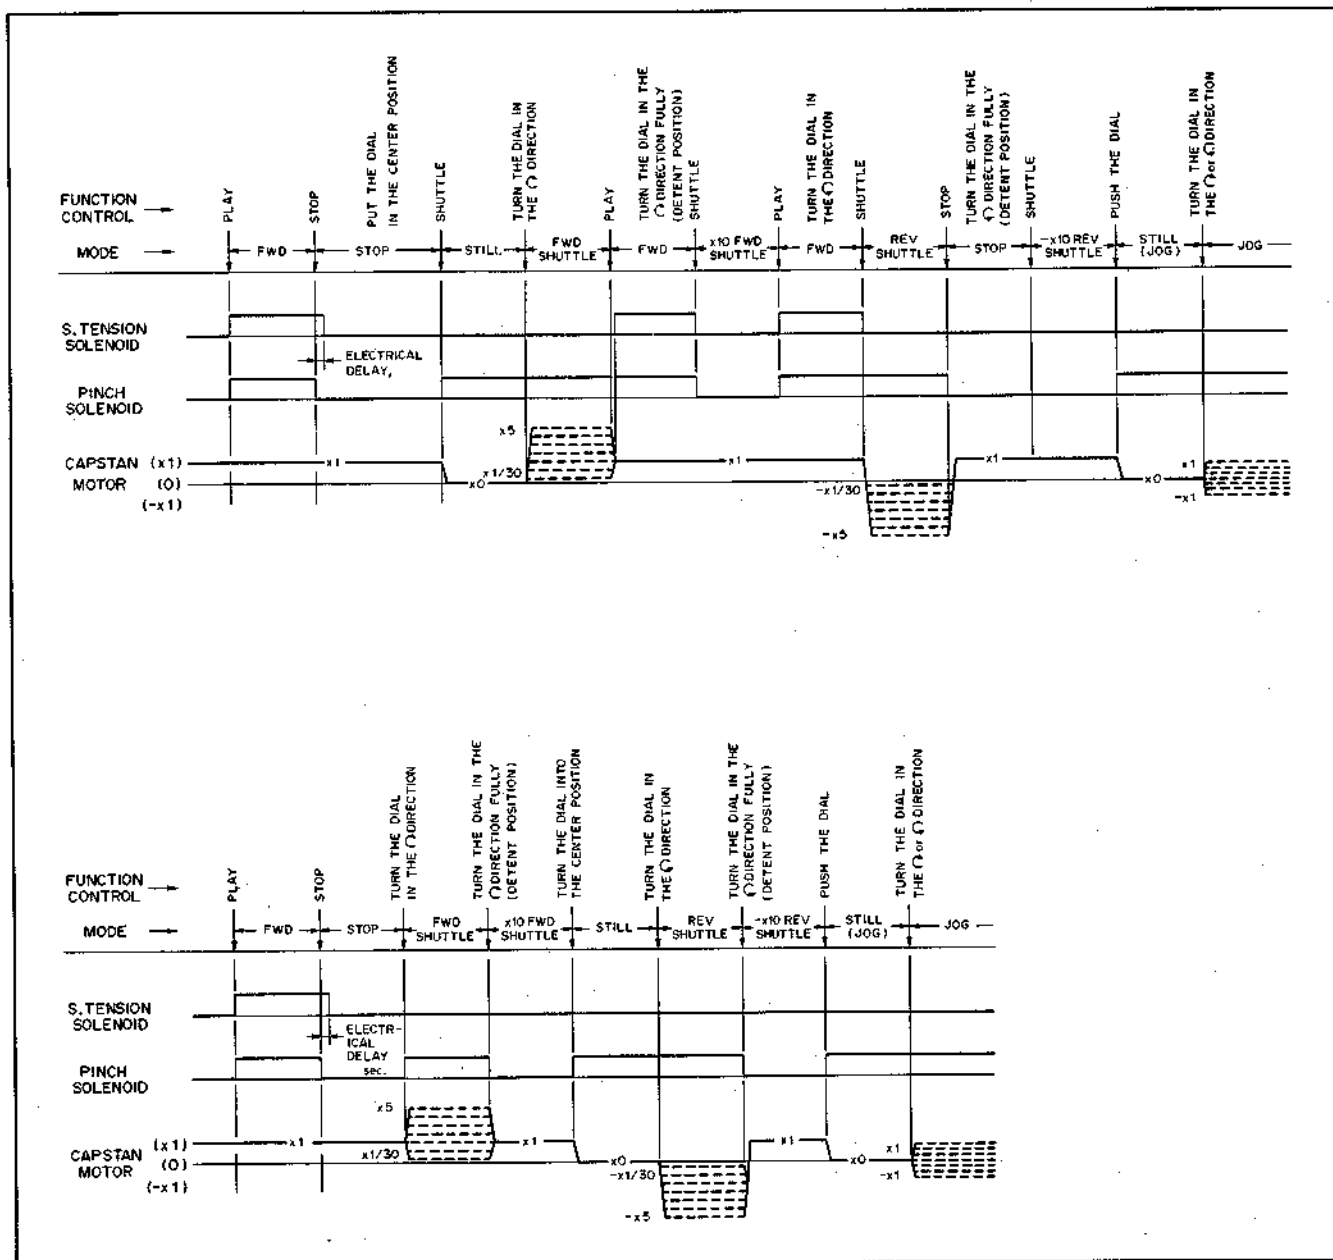 FUNCTION
CONTROL
PLAY
STOP
PUT THE DIAL
IN THE CENTER POSITION
SHUTTLE
TURN THE DIAL IN
THE DIRECTION
PLAY
TURN THE DIAL IN THE
DIRECTION FULLY
(DETENT POSITION)
SHUTTLE
PLAY
TURN THE DIAL IN
THE DIRECTION
SHUTTLE
STOP
TURN THE DIAL IN THE
DIRECTION FULLY
(DETENT POSITION)
SHUTTLE
PUSH THE DIAL
TURN THE DIAL IN
THE or DIRECTION
MODE
FWD
STOP
STILL
FWD
SHUTTLE
FWD
x10 FWD
SHUTTLE
FWD
REV
SHUTTLE
STOP
-x10 REV
SHUTTLE
STILL
(JOG)
JOG
S. TENSION
SOLENOID
ELECTRICAL
DELAY,
PINCH
SOLENOID
CAPSTAN (x1)
MOTOR (0)
(-x1)
x1
x0
x5
x1/30
x1
-x1/30
-x5
x1
x0
x1
-x1
FUNCTION
CONTROL
PLAY
STOP
TURN THE DIAL
IN THE DIRECTION
TURN THE DIAL IN THE
DIRECTION FULLY
(DETENT POSITION)
TURN THE DIAL INTO
THE CENTER POSITION
TURN THE DIAL IN
THE DIRECTION
TURN THE DIAL IN THE
DIRECTION FULLY
(DETENT POSITION)
PUSH THE DIAL
TURN THE DIAL IN
THE or DIRECTION
MODE
FWD
STOP
FWD
SHUTTLE
x10 FWD
SHUTTLE
STILL
REV
SHUTTLE
-x10 REV
SHUTTLE
STILL
(JOG)
JOG
S. TENSION
SOLENOID
ELECTR-
ICAL
DELAY
sec.
PINCH
SOLENOID
CAPSTAN
MOTOR
(x1)
(0)
(-x1)
x1
x5
x1/30
x1
x0
-x1/30
-x5
x1
x0
x1
-x1